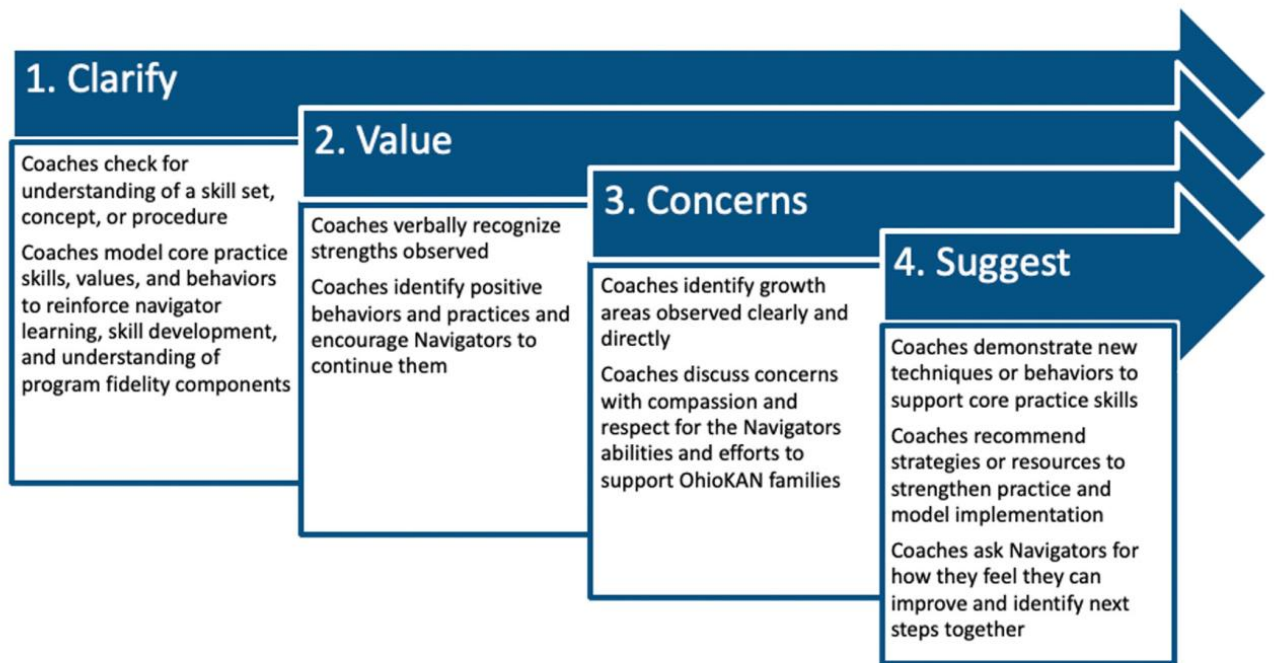 1. Clarify
Coaches check for
understanding of a skill set,
concept, or procedure
Coaches model core practice
skills, values, and behaviors
to reinforce navigator
learning, skill development,
and understanding of
program fidelity components
2. Value
Coaches verbally recognize
strengths observed
Coaches identify positive
behaviors and practices and
encourage Navigators to
continue them
3. Concerns
Coaches identify growth
areas observed clearly and
directly
Coaches discuss concerns
with compassion and
respect for the Navigators
abilities and efforts to
support OhioKAN families
4. Suggest
Coaches demonstrate new
techniques or behaviors to
support core practice skills
Coaches recommend
strategies or resources to
strengthen practice and
model implementation
Coaches ask Navigators for
how they feel they can
improve and identify next
steps together